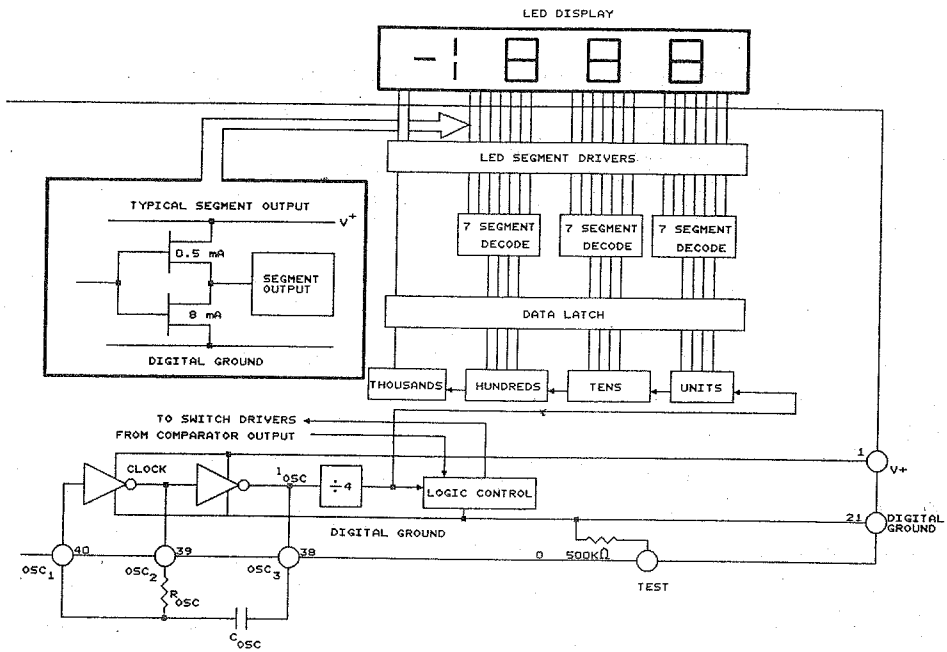 LED DISPLAY
LED SEGMENT DRIVERS
TYPICAL SEGMENT OUTPUT
V+
0.5 mA
SEGMENT
OUTPUT
8 mA
DIGITAL GROUND
7 SEGMENT
DECODE
7 SEGMENT
DECODE
7 SEGMENT
DECODE
DATA LATCH
THOUSANDS
HUNDREDS
TENS
UNITS
TO SWITCH DRIVERS
FROM COMPARATOR OUTPUT
1
V+
CLOCK
1OSC
÷4
LOGIC CONTROL
21
DIGITAL
GROUND
DIGITAL GROUND
40
OSC1
39
OSC2
38
OSC3
0
500KΩ
TEST
ROSC
COSC